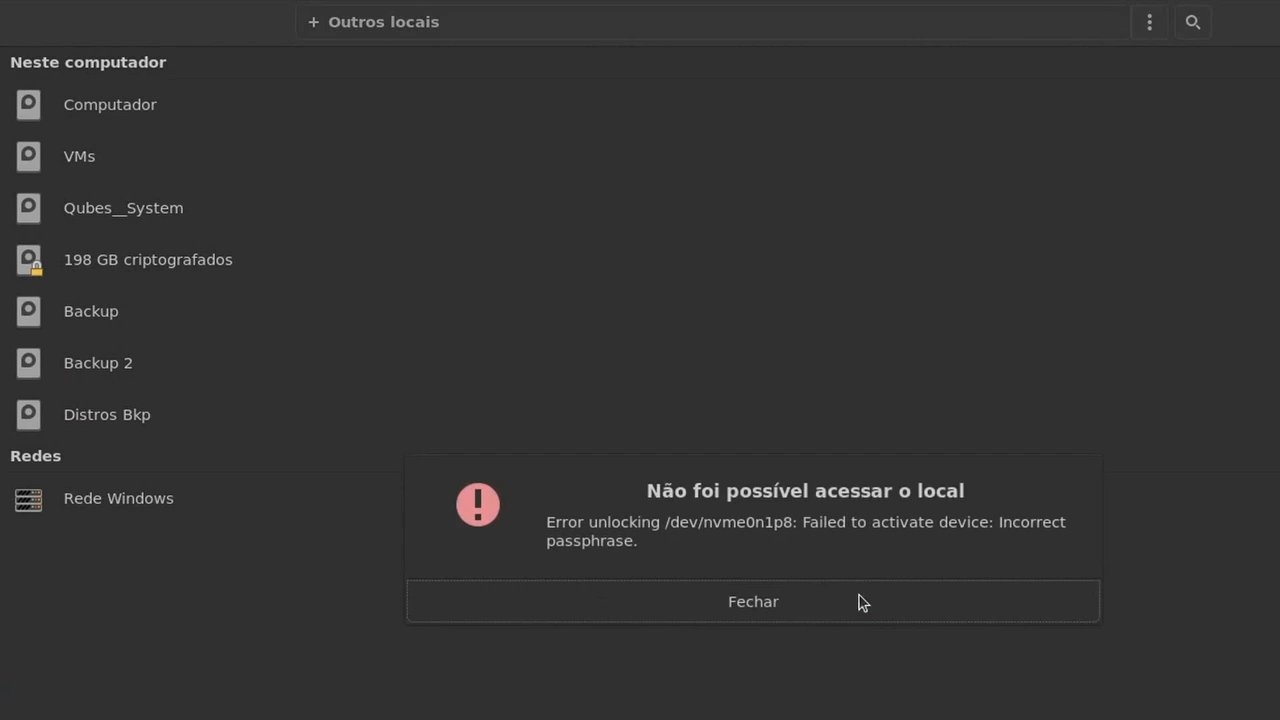 + Outros locais
Neste computador
Computador
VMs
Qubes__System
198 GB criptografados
Backup
Backup 2
Distros Bkp
Redes
Rede Windows
Não foi possível acessar o local
Error unlocking /dev/nvme0n1p8: Failed to activate device: Incorrect
passphrase.
Fechar